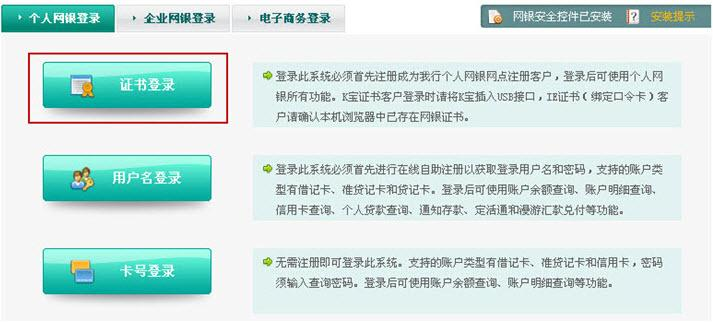 个人网银登录 企业网银登录 电子商务登录 网银安全控件已安装 安装提示
证书登录
登录此系统必须首先注册成为我行个人网银网点注册客户，登录后可使用个人网
银所有功能。K宝证书客户登录时请将K宝插入USB接口，IE证书（绑定口令卡）客
户请确认本机浏览器中已存在网银证书。
用户名登录
登录此系统必须首先进行在线自助注册以获取登录用户名和密码，支持的账户类
型有借记卡、准贷记卡和贷记卡。登录后可使用账户余额查询、账户明细查询、
信用卡查询、个人贷款查询、通知存款、定活通和漫游汇款兑付等功能。
卡号登录
无需注册即可登录此系统。支持的账户类型有借记卡、准贷记卡和信用卡，密码
须输入查询密码。登录后可使用账户余额查询、账户明细查询等功能。